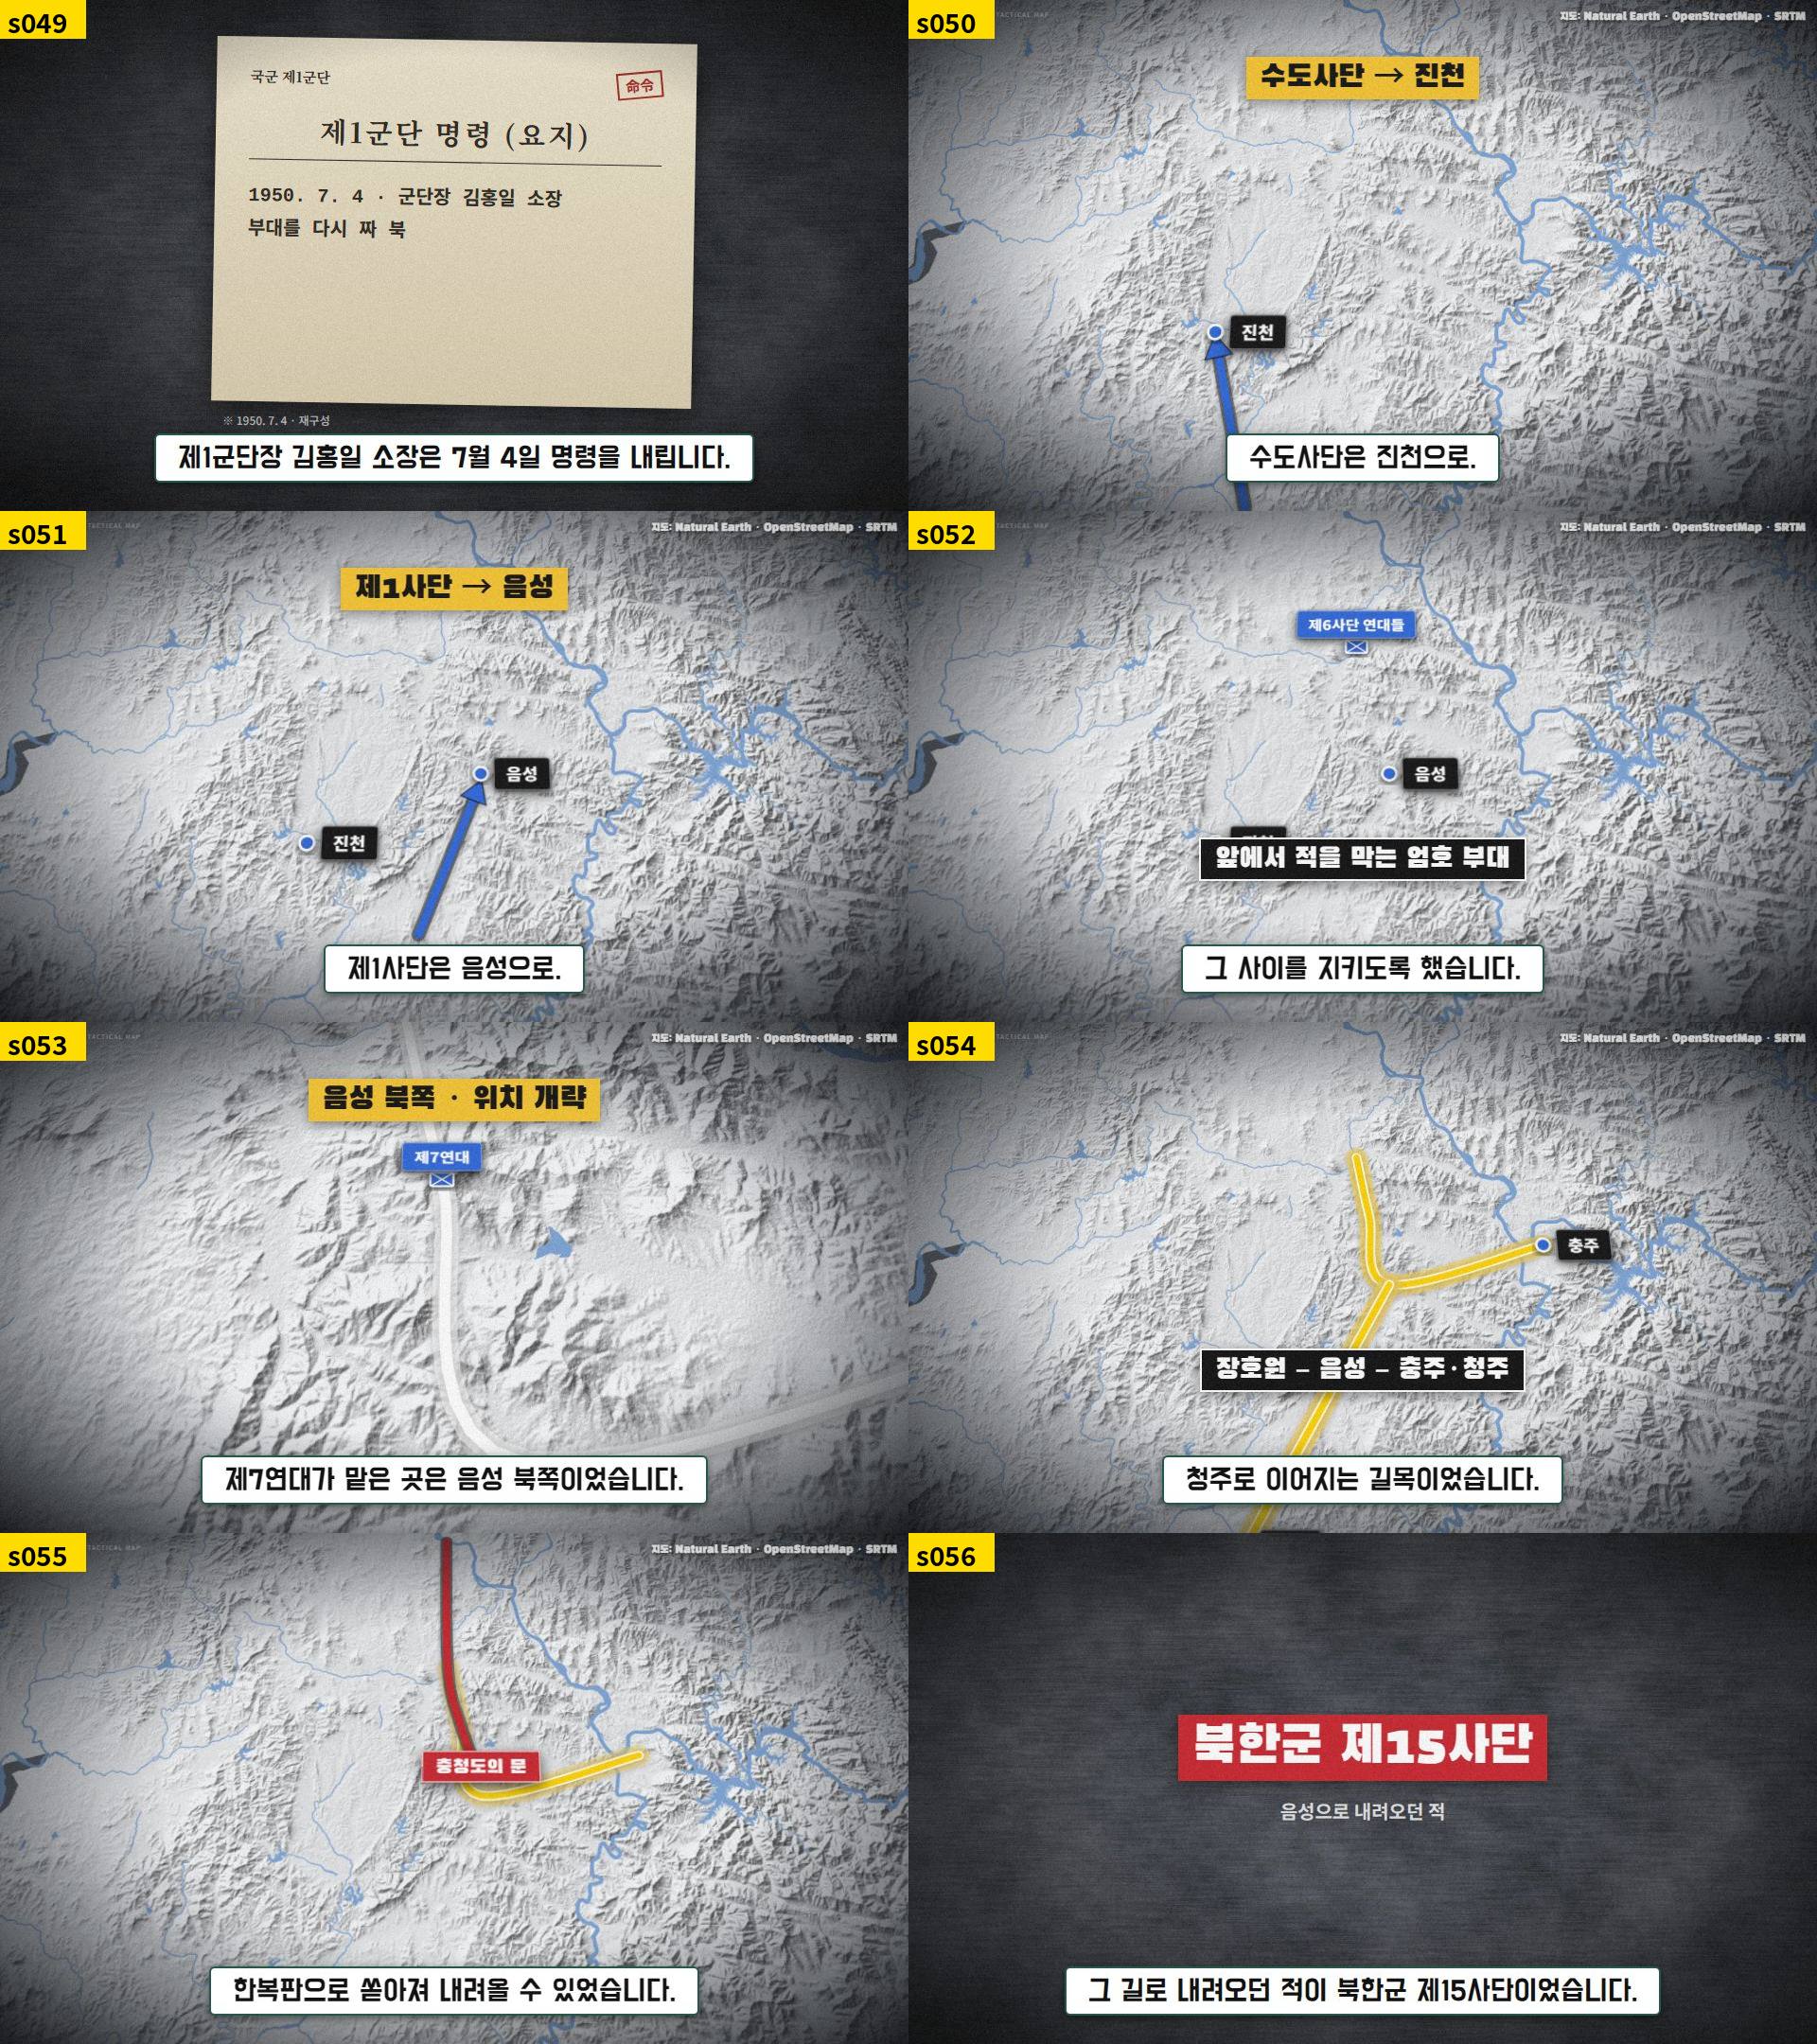 s049
국군 제1군단
命令
제1군단 명령 (요지)
1950. 7. 4 · 군단장 김홍일 소장
부대를 다시 짜 북
※ 1950. 7. 4 · 재구성
제1군단장 김홍일 소장은 7월 4일 명령을 내립니다.
s050
TACTICAL MAP
지도: Natural Earth · OpenStreetMap · SRTM
수도사단 → 진천
진천
수도사단은 진천으로.
s051
TACTICAL MAP
지도: Natural Earth · OpenStreetMap · SRTM
제1사단 → 음성
음성
진천
제1사단은 음성으로.
s052
TACTICAL MAP
지도: Natural Earth · OpenStreetMap · SRTM
제6사단 연대들
음성
앞에서 적을 막는 엄호 부대
그 사이를 지키도록 했습니다.
s053
TACTICAL MAP
지도: Natural Earth · OpenStreetMap · SRTM
음성 북쪽 · 위치 개략
제7연대
제7연대가 맡은 곳은 음성 북쪽이었습니다.
s054
TACTICAL MAP
지도: Natural Earth · OpenStreetMap · SRTM
충주
장호원 – 음성 – 충주·청주
청주로 이어지는 길목이었습니다.
s055
TACTICAL MAP
지도: Natural Earth · OpenStreetMap · SRTM
충청도의 문
한복판으로 쏟아져 내려올 수 있었습니다.
s056
북한군 제15사단
음성으로 내려오던 적
그 길로 내려오던 적이 북한군 제15사단이었습니다.